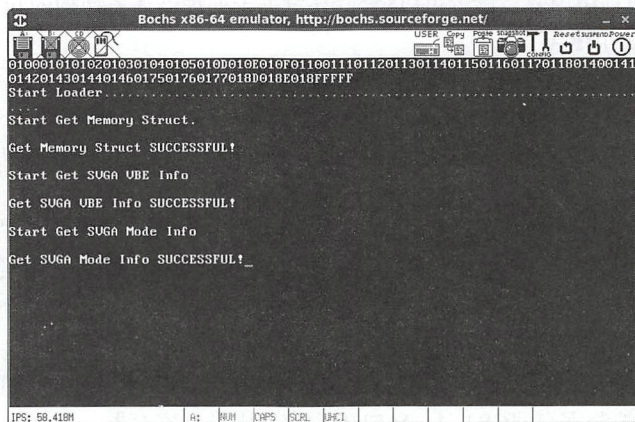 Bochs x86-64 emulator, http://bochs.sourceforge.net/
A: B: CD USER Copy Paste snapshot CONFIG Reset SUSPEND Power
010001010102010301040105010D010E010F01100111011201130114011501160117011801400141
0142014301440146017501760177018D018E018FFFFF
Start Loader....................................................................
....
Start Get Memory Struct.
Get Memory Struct SUCCESSFUL!
Start Get SVGA VBE Info
Get SVGA VBE Info SUCCESSFUL!
Start Get SVGA Mode Info
Get SVGA Mode Info SUCCESSFUL!_
IPS: 58.418M A: NUM CAPS SCRL UHCI